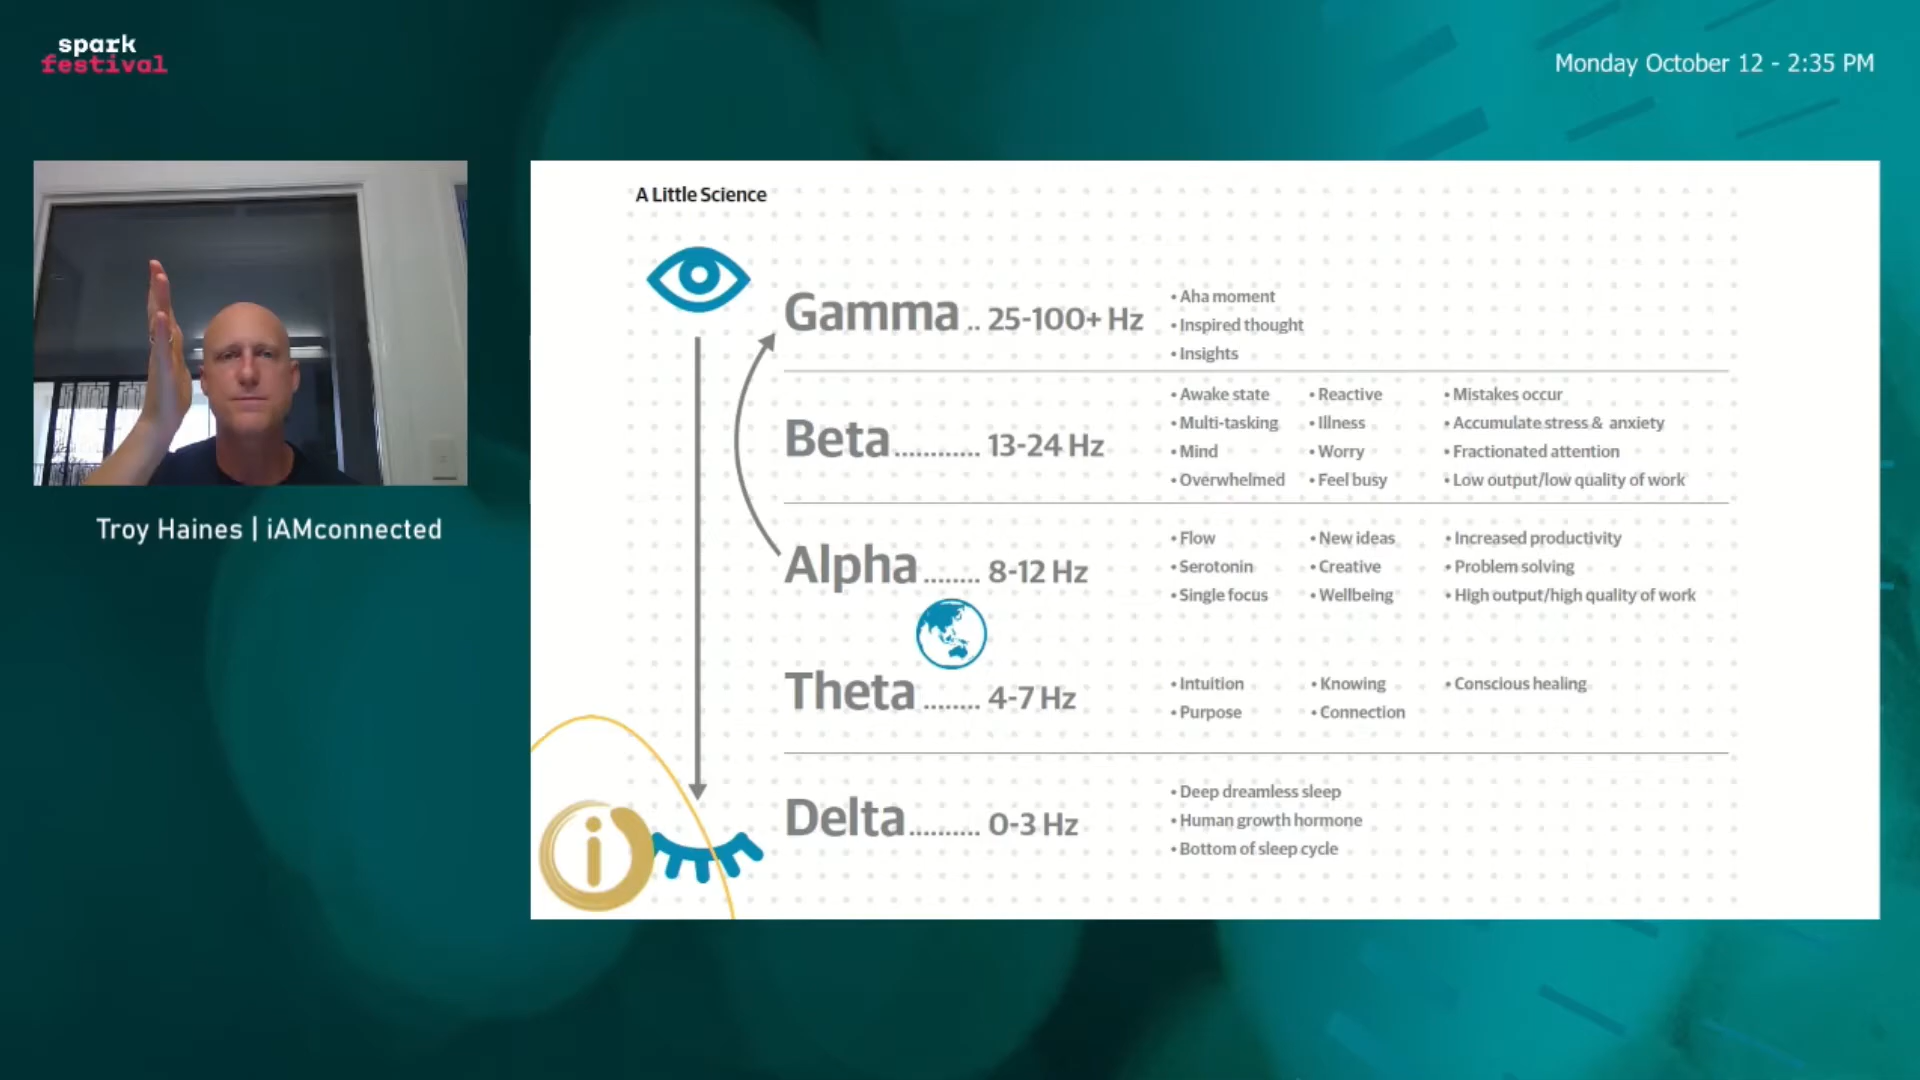 spark
festival
Monday October 12 - 2:35 PM
Troy Haines | iAMconnected
A Little Science
Gamma .. 25-100+ Hz
• Aha moment
• Inspired thought
• Insights
Beta ............ 13-24 Hz
• Awake state • Reactive • Mistakes occur
• Multi-tasking • Illness • Accumulate stress & anxiety
• Mind • Worry • Fractionated attention
• Overwhelmed • Feel busy • Low output/low quality of work
Alpha ........ 8-12 Hz
• Flow • New ideas • Increased productivity
• Serotonin • Creative • Problem solving
• Single focus • Wellbeing • High output/high quality of work
Theta ........ 4-7 Hz
• Intuition • Knowing • Conscious healing
• Purpose • Connection
Delta .......... 0-3 Hz
• Deep dreamless sleep
• Human growth hormone
• Bottom of sleep cycle
i